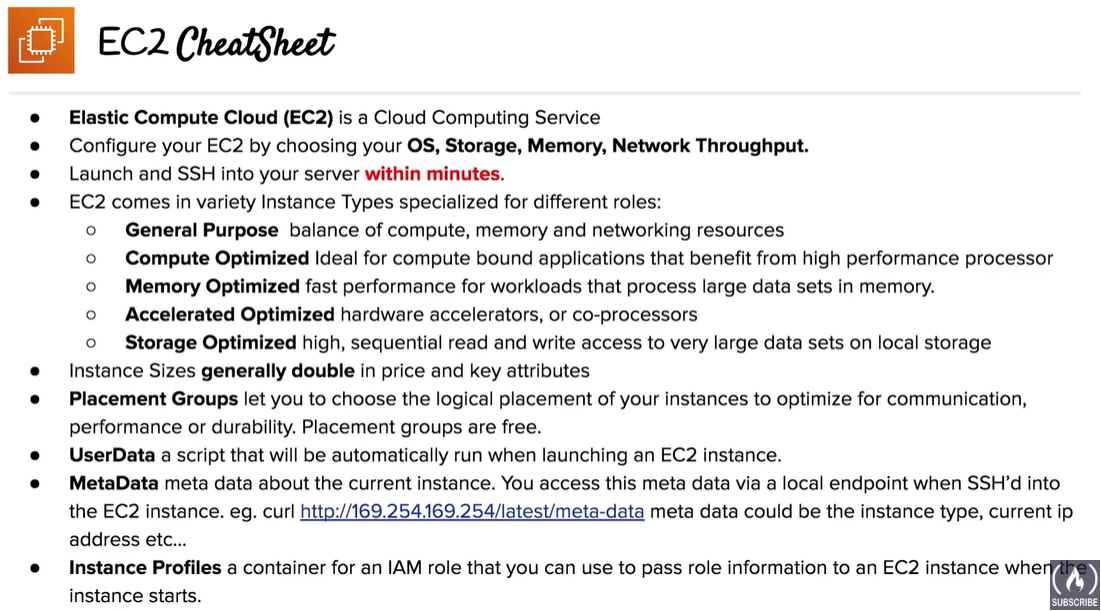 EC2 CheatSheet
● Elastic Compute Cloud (EC2) is a Cloud Computing Service
● Configure your EC2 by choosing your OS, Storage, Memory, Network Throughput.
● Launch and SSH into your server within minutes.
● EC2 comes in variety Instance Types specialized for different roles:
○ General Purpose balance of compute, memory and networking resources
○ Compute Optimized Ideal for compute bound applications that benefit from high performance processor
○ Memory Optimized fast performance for workloads that process large data sets in memory.
○ Accelerated Optimized hardware accelerators, or co-processors
○ Storage Optimized high, sequential read and write access to very large data sets on local storage
● Instance Sizes generally double in price and key attributes
● Placement Groups let you to choose the logical placement of your instances to optimize for communication,
performance or durability. Placement groups are free.
● UserData a script that will be automatically run when launching an EC2 instance.
● MetaData meta data about the current instance. You access this meta data via a local endpoint when SSH'd into
the EC2 instance. eg. curl http://169.254.169.254/latest/meta-data meta data could be the instance type, current ip
address etc...
● Instance Profiles a container for an IAM role that you can use to pass role information to an EC2 instance when the
instance starts.
SUBSCRIBE